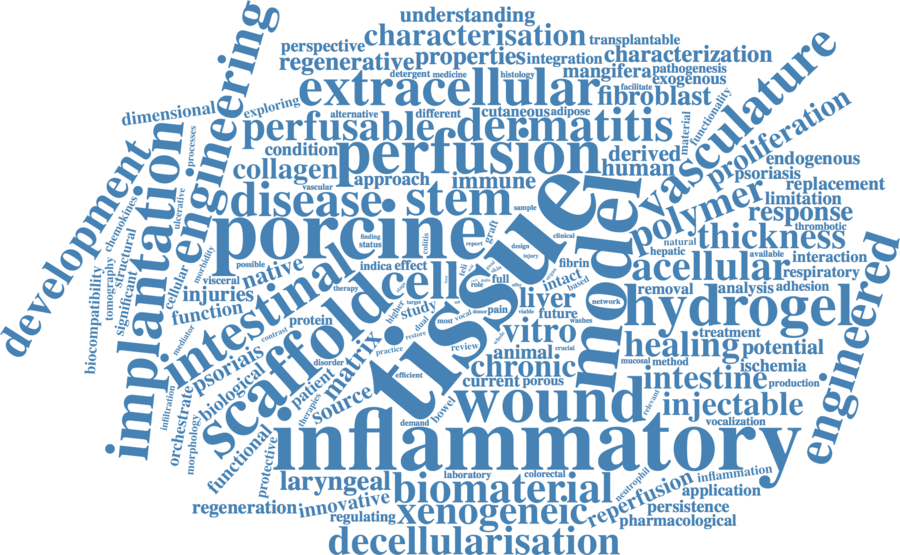 understanding
characterisation
transplantable
perspective
regenerative
properties
integration
characterization
detergent
medicine
histology
mangifera
pathogenesis
exogenous
extracellular
facilitate
fibroblast
functionality
material
dimensional
exploring
engineering
alternative
different
cutaneous
adipose
perfusable
dermatitis
vasculature
proliferation
condition
perfusion
derived
human
endogenous
psoriasis
replacement
collagen
approach
immune
vascular
disease
stem
sample
polymer
limitation
response
thrombotic
processes
development
implantation
chemokines
ulcerative
structural
porcine
finding
status
colitis
report
graft
design
injury
clinical
tissue
model
natural
thickness
hepatic
available
interaction
morbidity
possible
visceral
native
indica
effect
cell
role
full
fibrin
intact
based
acellular
respiratory
biocompatibility
tomography
significant
cellular
injuries
therapy
intestinal
scaffold
higher
target
study
dual
most
vocal
donor
pain
viable
liver
network
removal
analysis
adhesion
function
mediator
contrast
protein
restore
washes
future
hydrogel
engineered
psoriais
disorder
practice
matrix
review
whole
vitro
crucial
treatment
healing
potential
biological
patient
efficient
animal
chronic
mucosal
method
ischemia
infiltration
orchestrate
morphology
therapies
source
current
porous
intestine
production
functional
bowel
demand
wound
relevant
injectable
vocalization
protective
inflammatory
laryngeal
laboratory
colorectal
neutrophil
inflammation
biomaterial
reperfusion
application
regeneration
innovative
regulating
xenogeneic
persistence
pharmacological
decellularisation